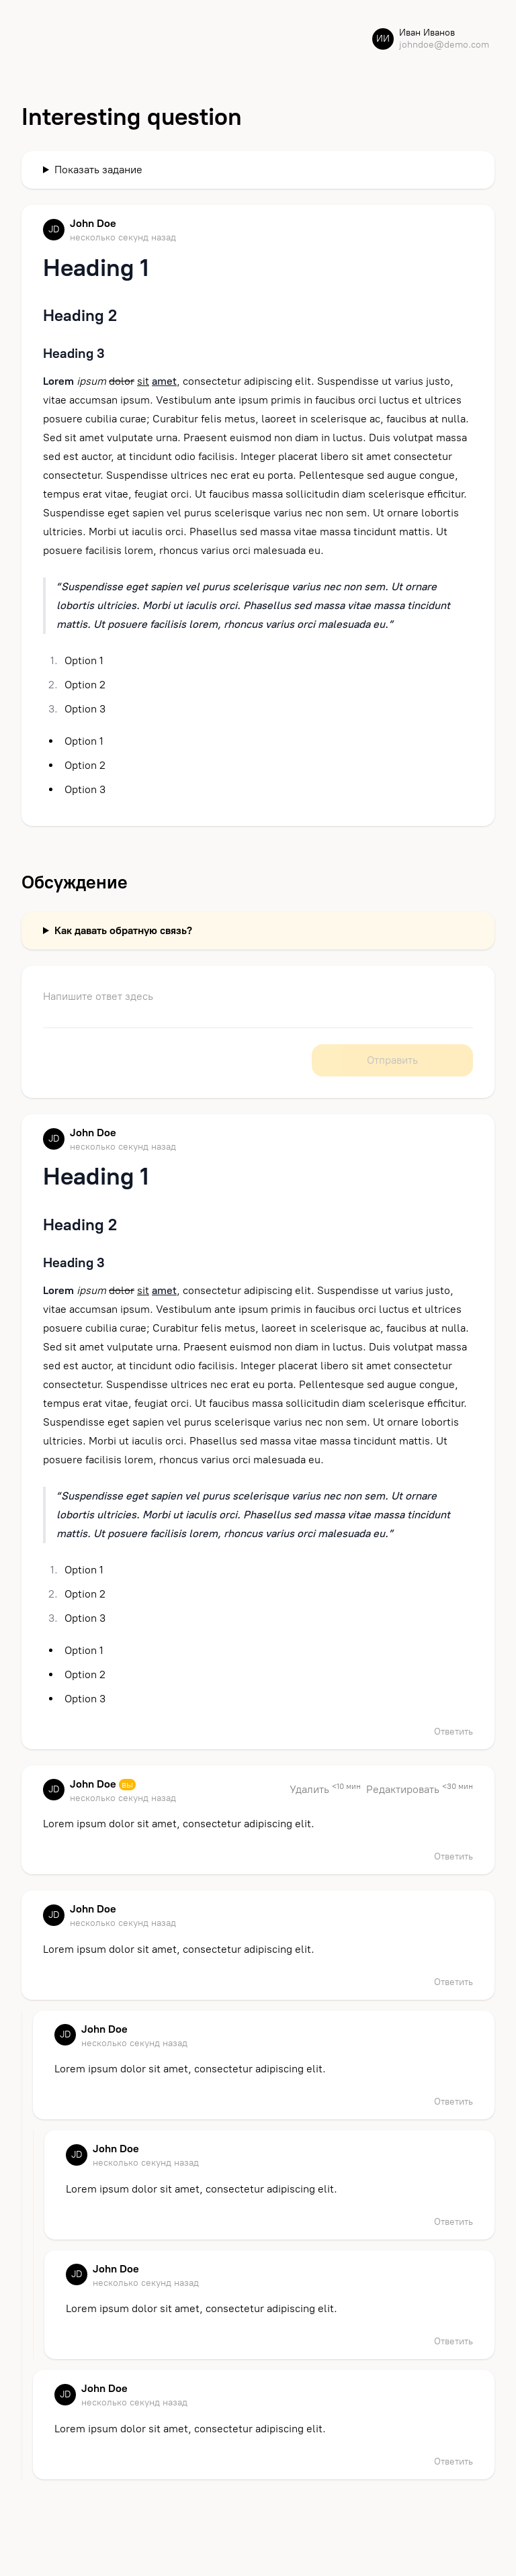 ИИ
Иван Иванов
johndoe@demo.com
Interesting question
Показать задание
JD
John Doe
несколько секунд назад
Heading 1
Heading 2
Heading 3
Lorem ipsum dolor sit amet, consectetur adipiscing elit. Suspendisse ut varius justo,
vitae accumsan ipsum. Vestibulum ante ipsum primis in faucibus orci luctus et ultrices
posuere cubilia curae; Curabitur felis metus, laoreet in scelerisque ac, faucibus at nulla.
Sed sit amet vulputate urna. Praesent euismod non diam in luctus. Duis volutpat massa
sed est auctor, at tincidunt odio facilisis. Integer placerat libero sit amet consectetur
consectetur. Suspendisse ultrices nec erat eu porta. Pellentesque sed augue congue,
tempus erat vitae, feugiat orci. Ut faucibus massa sollicitudin diam scelerisque efficitur.
Suspendisse eget sapien vel purus scelerisque varius nec non sem. Ut ornare lobortis
ultricies. Morbi ut iaculis orci. Phasellus sed massa vitae massa tincidunt mattis. Ut
posuere facilisis lorem, rhoncus varius orci malesuada eu.
“Suspendisse eget sapien vel purus scelerisque varius nec non sem. Ut ornare
lobortis ultricies. Morbi ut iaculis orci. Phasellus sed massa vitae massa tincidunt
mattis. Ut posuere facilisis lorem, rhoncus varius orci malesuada eu.”
1. Option 1
2. Option 2
3. Option 3
• Option 1
• Option 2
• Option 3
Обсуждение
Как давать обратную связь?
Напишите ответ здесь
Отправить
JD
John Doe
несколько секунд назад
Heading 1
Heading 2
Heading 3
Lorem ipsum dolor sit amet, consectetur adipiscing elit. Suspendisse ut varius justo,
vitae accumsan ipsum. Vestibulum ante ipsum primis in faucibus orci luctus et ultrices
posuere cubilia curae; Curabitur felis metus, laoreet in scelerisque ac, faucibus at nulla.
Sed sit amet vulputate urna. Praesent euismod non diam in luctus. Duis volutpat massa
sed est auctor, at tincidunt odio facilisis. Integer placerat libero sit amet consectetur
consectetur. Suspendisse ultrices nec erat eu porta. Pellentesque sed augue congue,
tempus erat vitae, feugiat orci. Ut faucibus massa sollicitudin diam scelerisque efficitur.
Suspendisse eget sapien vel purus scelerisque varius nec non sem. Ut ornare lobortis
ultricies. Morbi ut iaculis orci. Phasellus sed massa vitae massa tincidunt mattis. Ut
posuere facilisis lorem, rhoncus varius orci malesuada eu.
“Suspendisse eget sapien vel purus scelerisque varius nec non sem. Ut ornare
lobortis ultricies. Morbi ut iaculis orci. Phasellus sed massa vitae massa tincidunt
mattis. Ut posuere facilisis lorem, rhoncus varius orci malesuada eu.”
1. Option 1
2. Option 2
3. Option 3
• Option 1
• Option 2
• Option 3
Ответить
JD
John Doe вы
несколько секунд назад
Удалить <10 мин Редактировать <30 мин
Lorem ipsum dolor sit amet, consectetur adipiscing elit.
Ответить
JD
John Doe
несколько секунд назад
Lorem ipsum dolor sit amet, consectetur adipiscing elit.
Ответить
JD
John Doe
несколько секунд назад
Lorem ipsum dolor sit amet, consectetur adipiscing elit.
Ответить
JD
John Doe
несколько секунд назад
Lorem ipsum dolor sit amet, consectetur adipiscing elit.
Ответить
JD
John Doe
несколько секунд назад
Lorem ipsum dolor sit amet, consectetur adipiscing elit.
Ответить
JD
John Doe
несколько секунд назад
Lorem ipsum dolor sit amet, consectetur adipiscing elit.
Ответить